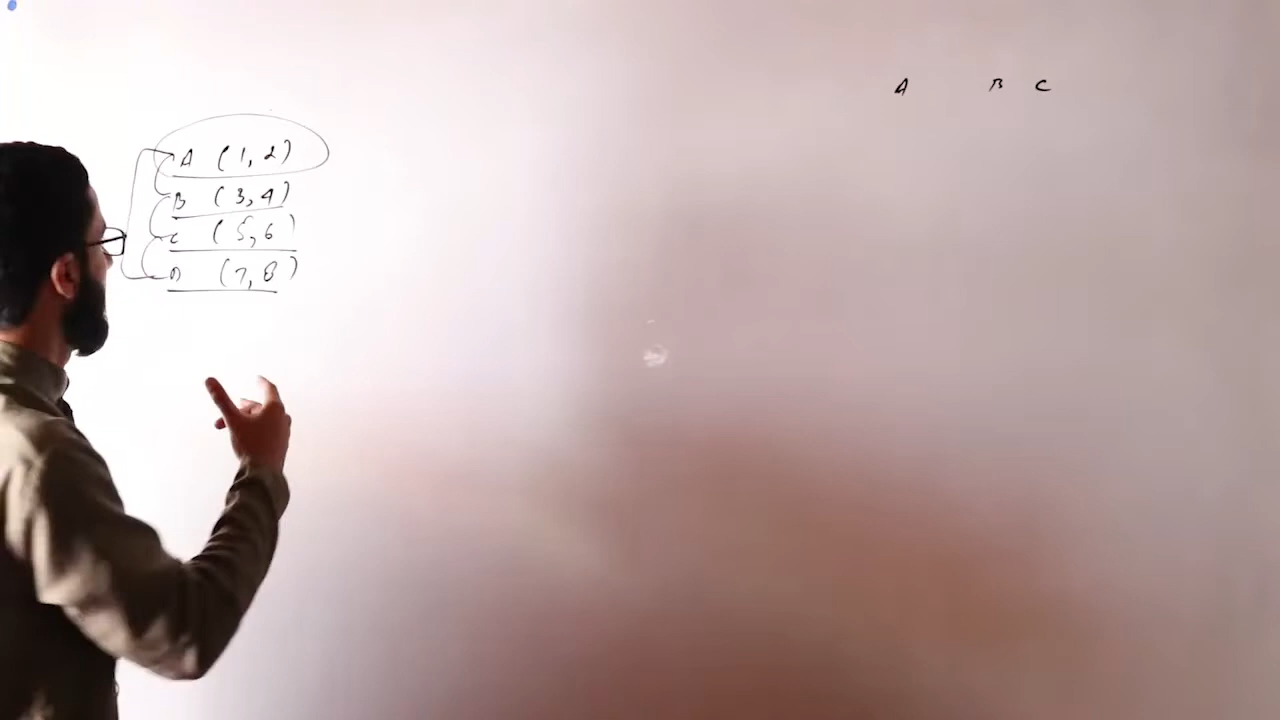 A B C
A (1, 2)
B (3, 4)
C (5, 6)
D (7, 8)